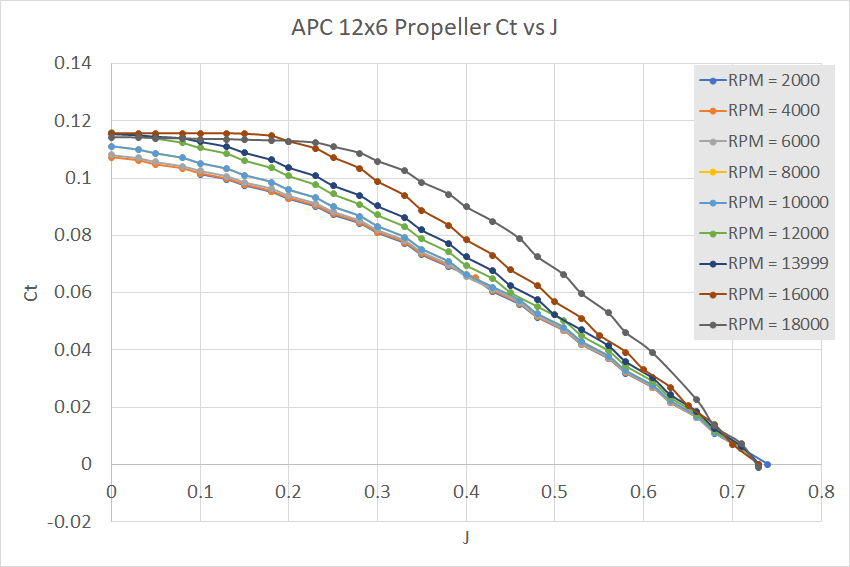 APC 12x6 Propeller Ct vs J
0.14
0.12
0.1
0.08
0.06
0.04
0.02
0
-0.02
Ct
0 0.1 0.2 0.3 0.4 0.5 0.6 0.7 0.8
J
RPM = 2000
RPM = 4000
RPM = 6000
RPM = 8000
RPM = 10000
RPM = 12000
RPM = 13999
RPM = 16000
RPM = 18000